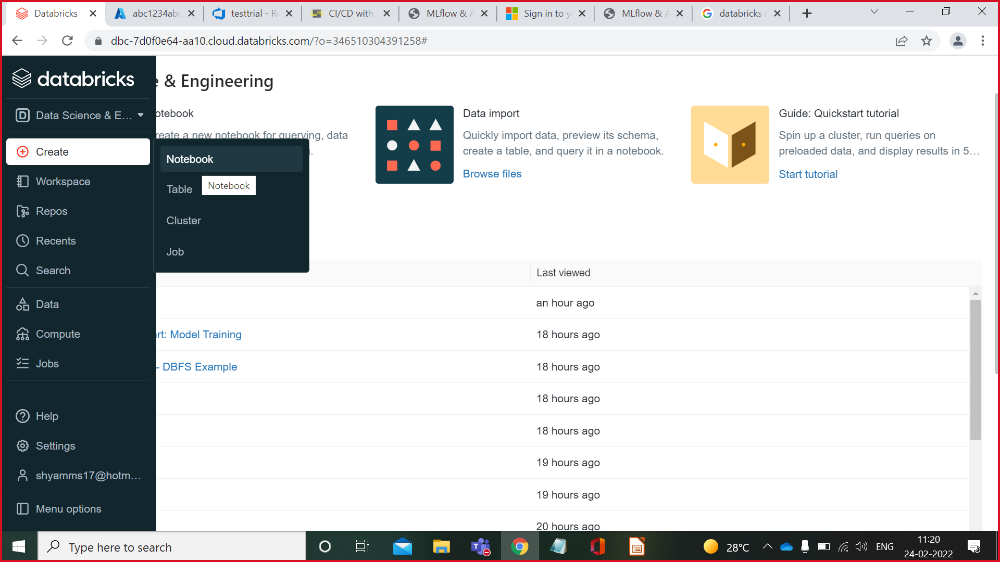 Databricks
abc1234abc
testtrial - Re
CI/CD with
MLflow & A
Sign in to y
MLflow & A
databricks
dbc-7d0f0e64-aa10.cloud.databricks.com/?o=346510304391258#
databricks
e & Engineering
D Data Science & E...
otebook
reate a new notebook for querying, data
Data import
Quickly import data, preview its schema,
create a table, and query it in a notebook.
Browse files
Guide: Quickstart tutorial
Spin up a cluster, run queries on
preloaded data, and display results in 5...
Start tutorial
Create
Workspace
Repos
Recents
Search
Data
Compute
Jobs
Help
Settings
shyamms17@hotm...
Menu options
Notebook
Table
Notebook
Cluster
Job
Last viewed
an hour ago
rt: Model Training
18 hours ago
- DBFS Example
18 hours ago
18 hours ago
18 hours ago
19 hours ago
19 hours ago
20 hours ago
Type here to search
28°C
ENG
11:20
24-02-2022